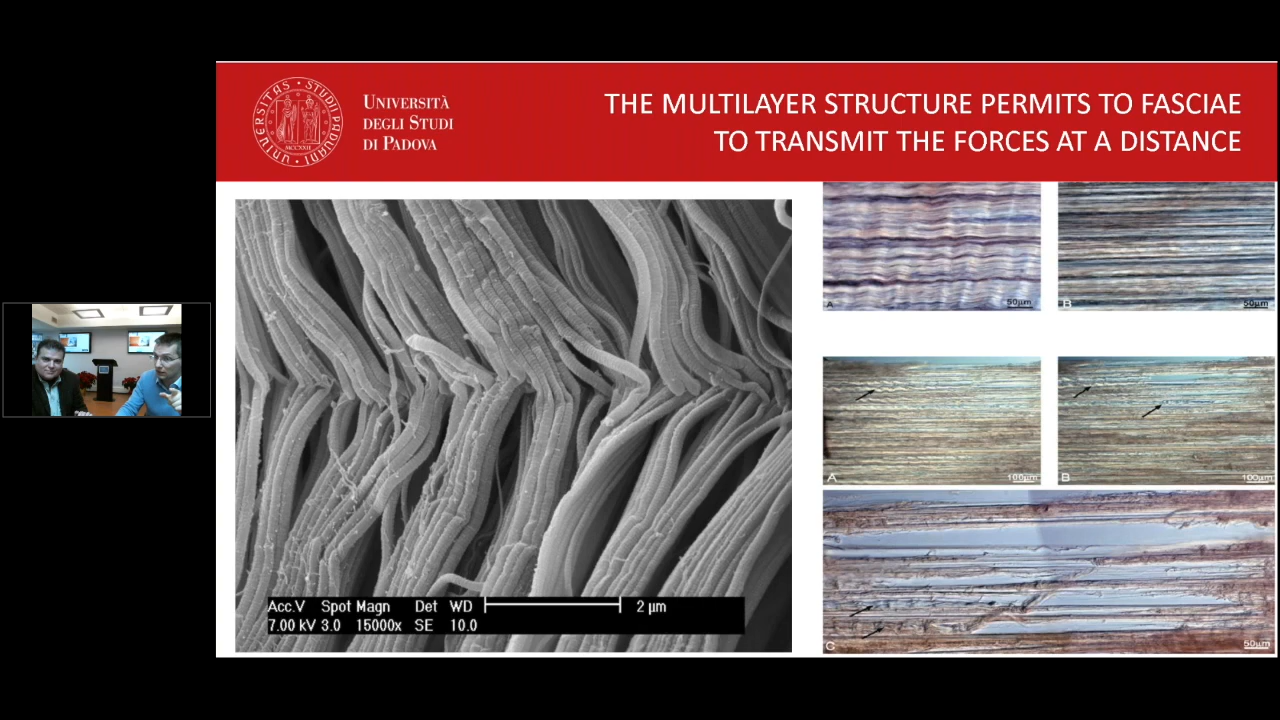 UNIVERSITÀ
DEGLI STUDI
DI PADOVA
THE MULTILAYER STRUCTURE PERMITS TO FASCIAE
TO TRANSMIT THE FORCES AT A DISTANCE
A
50µm
B
50µm
A
100µm
B
100µm
C
50µm
Acc.V Spot Magn Det WD 2 µm
7.00 kV 3.0 15000x SE 10.0